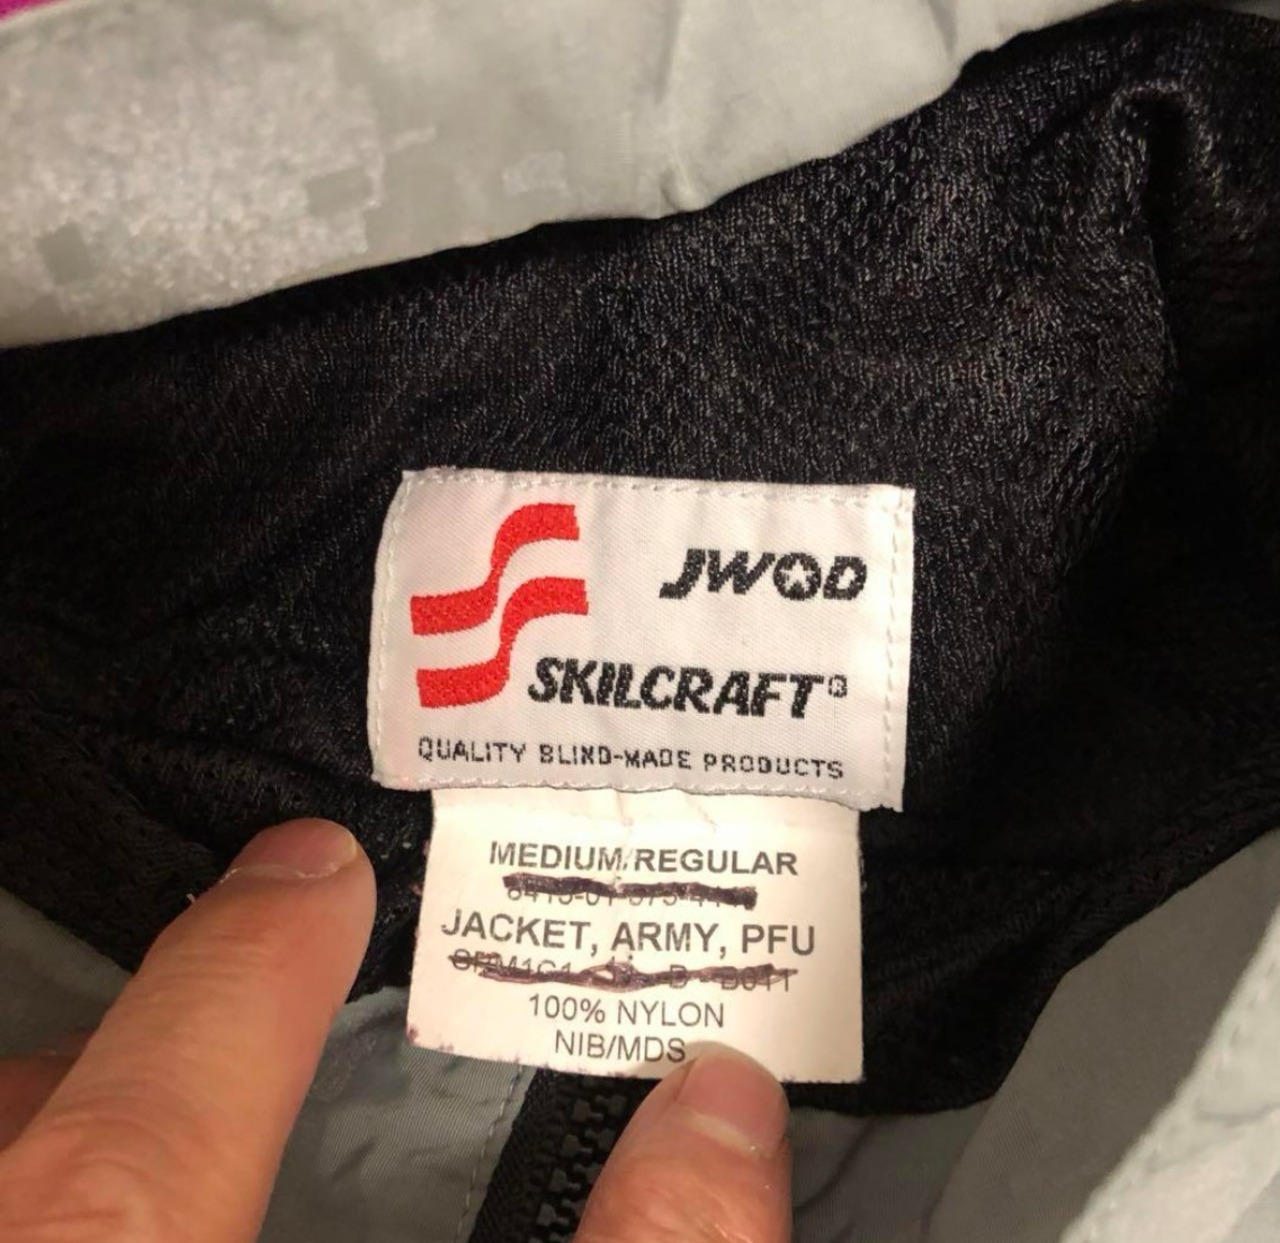 JWOD
SKILCRAFT®
QUALITY BLIND-MADE PRODUCTS
MEDIUM/REGULAR
JACKET, ARMY, PFU
100% NYLON
NIB/MDS